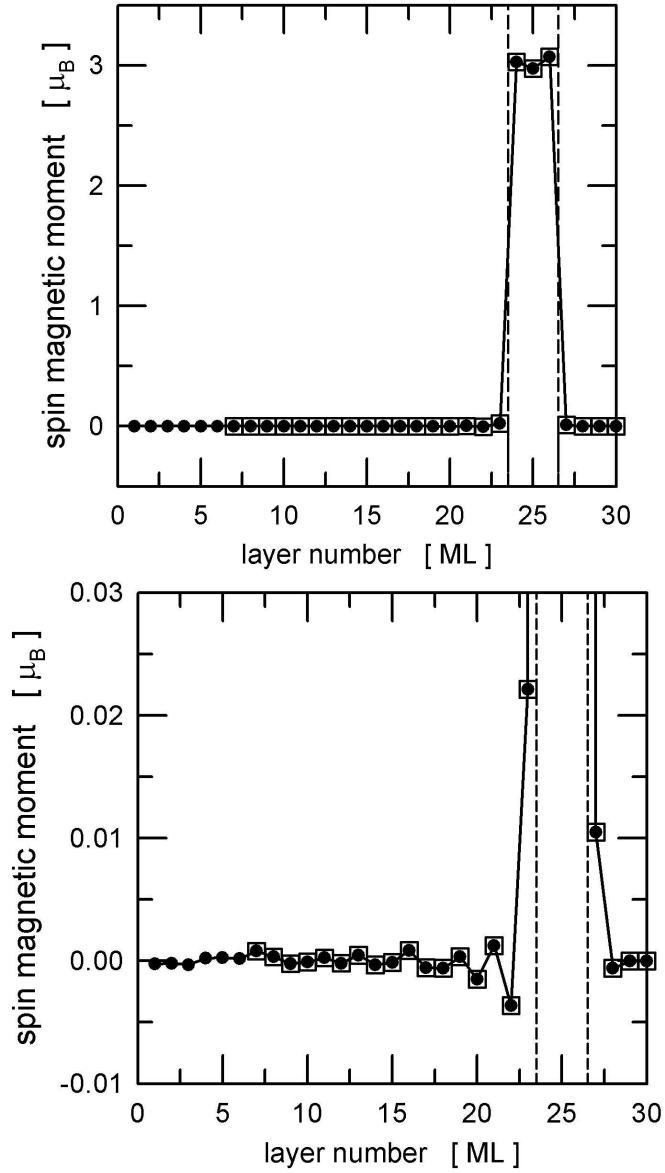 3
2
1
0
spin magnetic moment [ μB ]
0 5 10 15 20 25 30
layer number [ ML ]
0.03
0.02
0.01
0.00
-0.01
spin magnetic moment [ μB ]
0 5 10 15 20 25 30
layer number [ ML ]